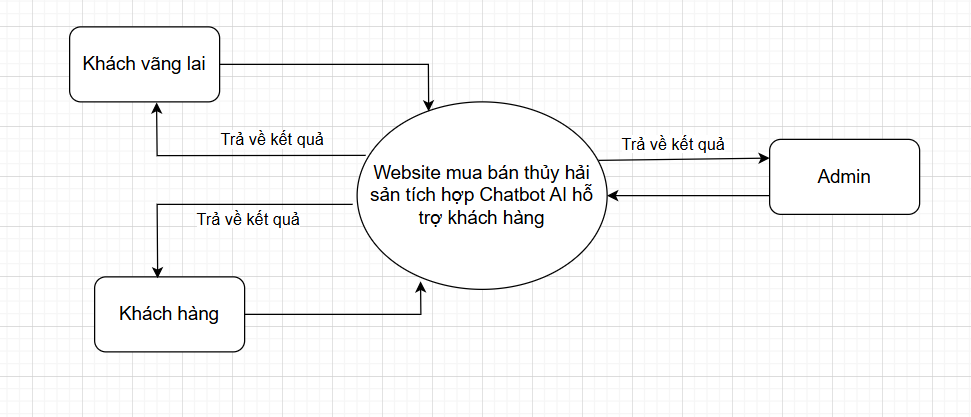 Khách vãng lai
Trả về kết quả
Trả về kết quả
Website mua bán thủy hải
sản tích hợp Chatbot AI hỗ
trợ khách hàng
Admin
Trả về kết quả
Khách hàng